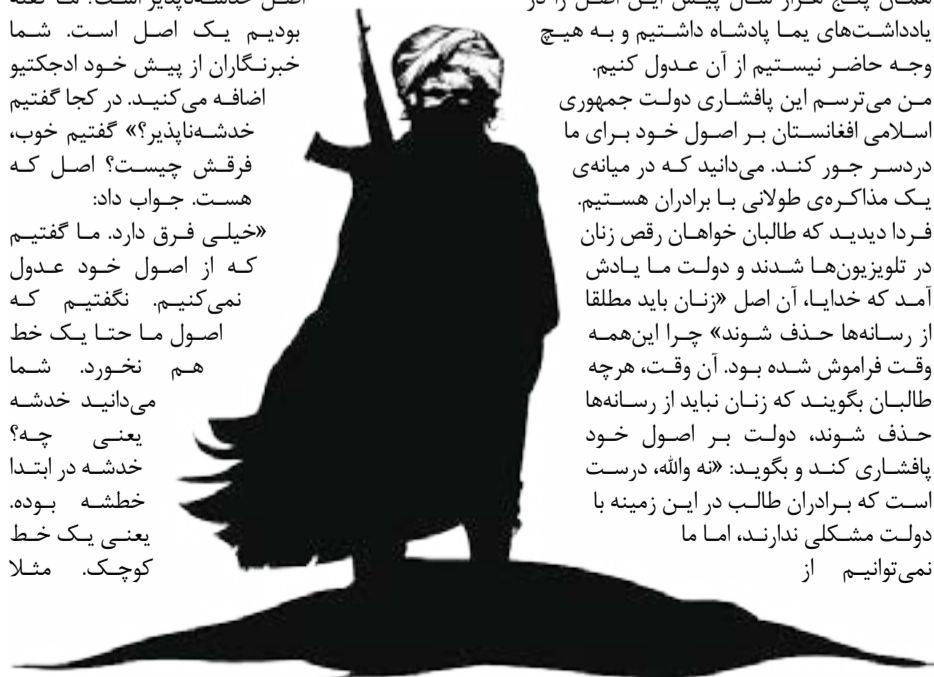 همان پنج هزار سال پیش این اصل را در
یادداشت‌های یما پادشاه داشتیم و به هیچ
وجه حاضر نیستیم از آن عدول کنیم.
من می‌ترسم این پافشاری دولت جمهوری
اسلامی افغانستان بر اصول خود برای ما
دردسر جور کند. می‌دانید که در میانه‌ی
یک مذاکره‌ی طولانی با برادران هستیم.
فردا دیدید که طالبان خواهان رقص زنان
در تلویزیون‌ها شدند و دولت ما یادش
آمد که خدایا، آن اصل «زنان باید مطلقا
از رسانه‌ها حذف شوند» چرا این‌همه
وقت فراموش شده بود. آن وقت، هرچه
طالبان بگویند که زنان نباید از رسانه‌ها
حذف شوند، دولت بر اصول خود
پافشاری کند و بگوید: «نه والله، درست
است که برادران طالب در این زمینه با
دولت مشکلی ندارند، اما ما
نمی‌توانیم از
اصل خدشه‌ناپذیر است؟ ما گفته
بودیم یک اصل است. شما
خبرنگاران از پیش خود ادجکتیو
اضافه می‌کنید. در کجا گفتیم
خدشه‌ناپذیر؟» گفتیم خوب،
فرقش چیست؟ اصل که
هست. جواب داد:
«خیلی فرق دارد. ما گفتیم
که از اصول خود عدول
نمی‌کنیم. نگفتیم که
اصول ما حتا یک خط
هم نخورد. شما
می‌دانید خدشه
یعنی چه؟
خدشه در ابتدا
خطشه بوده.
یعنی یک خط
کوچک. مثلا